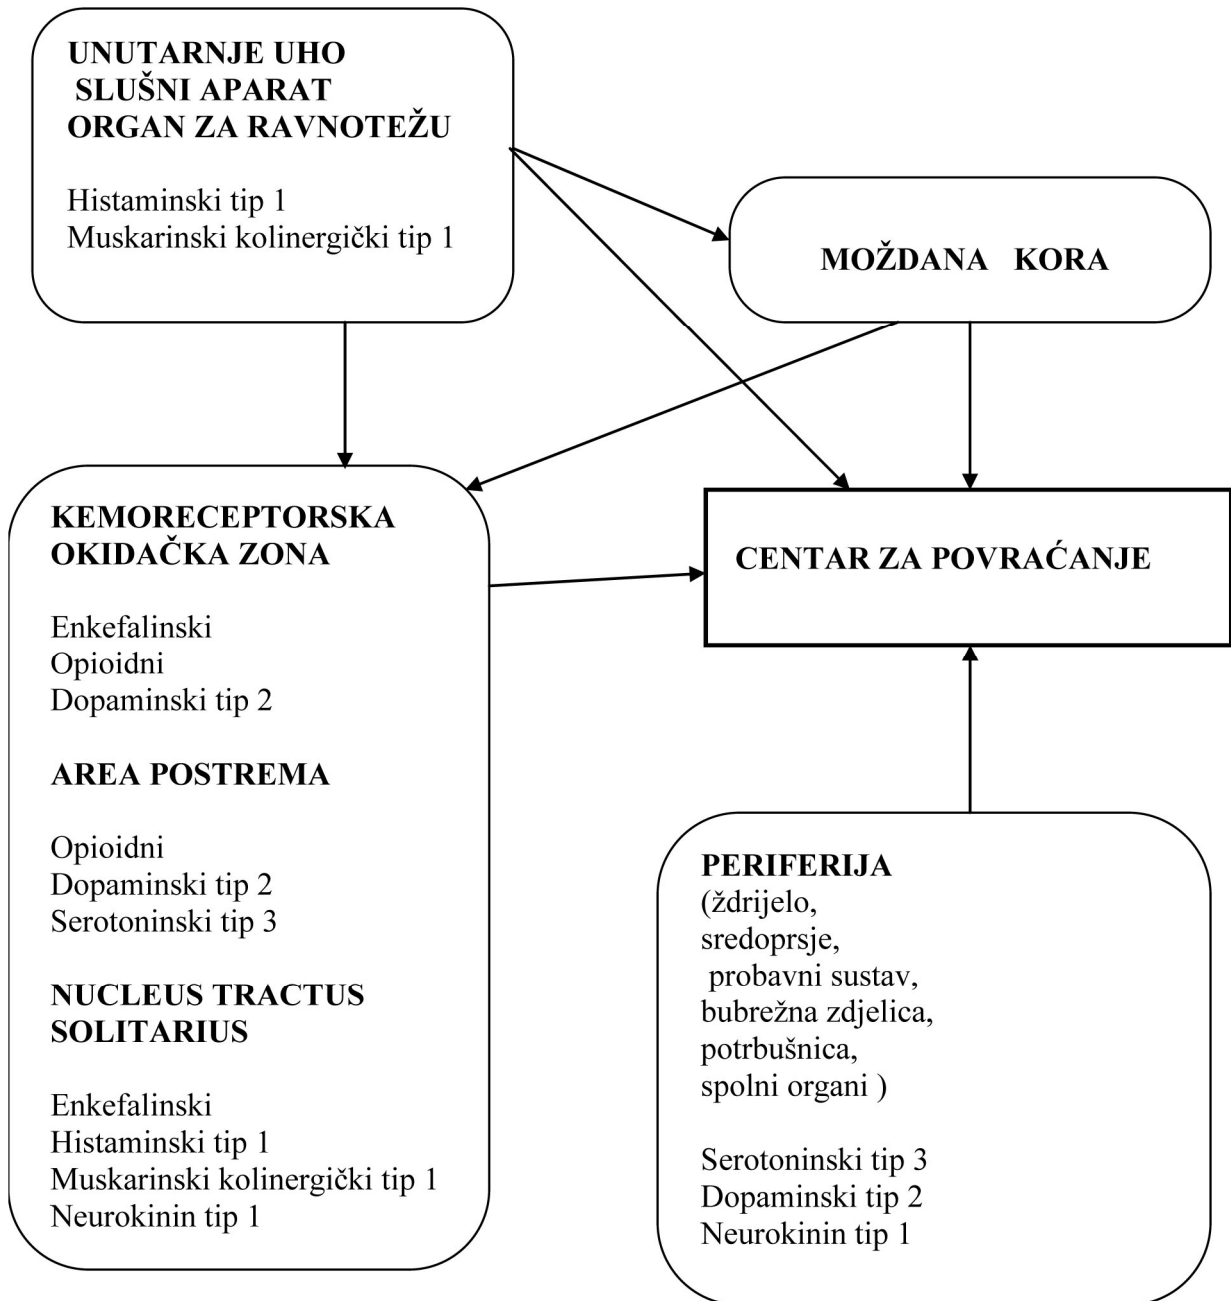 UNUTARNJE UHO
SLUŠNI APARAT
ORGAN ZA RAVNOTEŽU
Histaminski tip 1
Muskarinski kolinergički tip 1
MOŽDANA KORA
KEMORECEPTORSKA
OKIDAČKA ZONA
Enkefalinski
Opioidni
Dopaminski tip 2
AREA POSTREMA
Opioidni
Dopaminski tip 2
Serotoninski tip 3
NUCLEUS TRACTUS
SOLITARIUS
Enkefalinski
Histaminski tip 1
Muskarinski kolinergički tip 1
Neurokinin tip 1
CENTAR ZA POVRAĆANJE
PERIFERIJA
(ždrijelo,
sredoprsje,
probavni sustav,
bubrežna zdjelica,
potrbušnica,
spolni organi )
Serotoninski tip 3
Dopaminski tip 2
Neurokinin tip 1